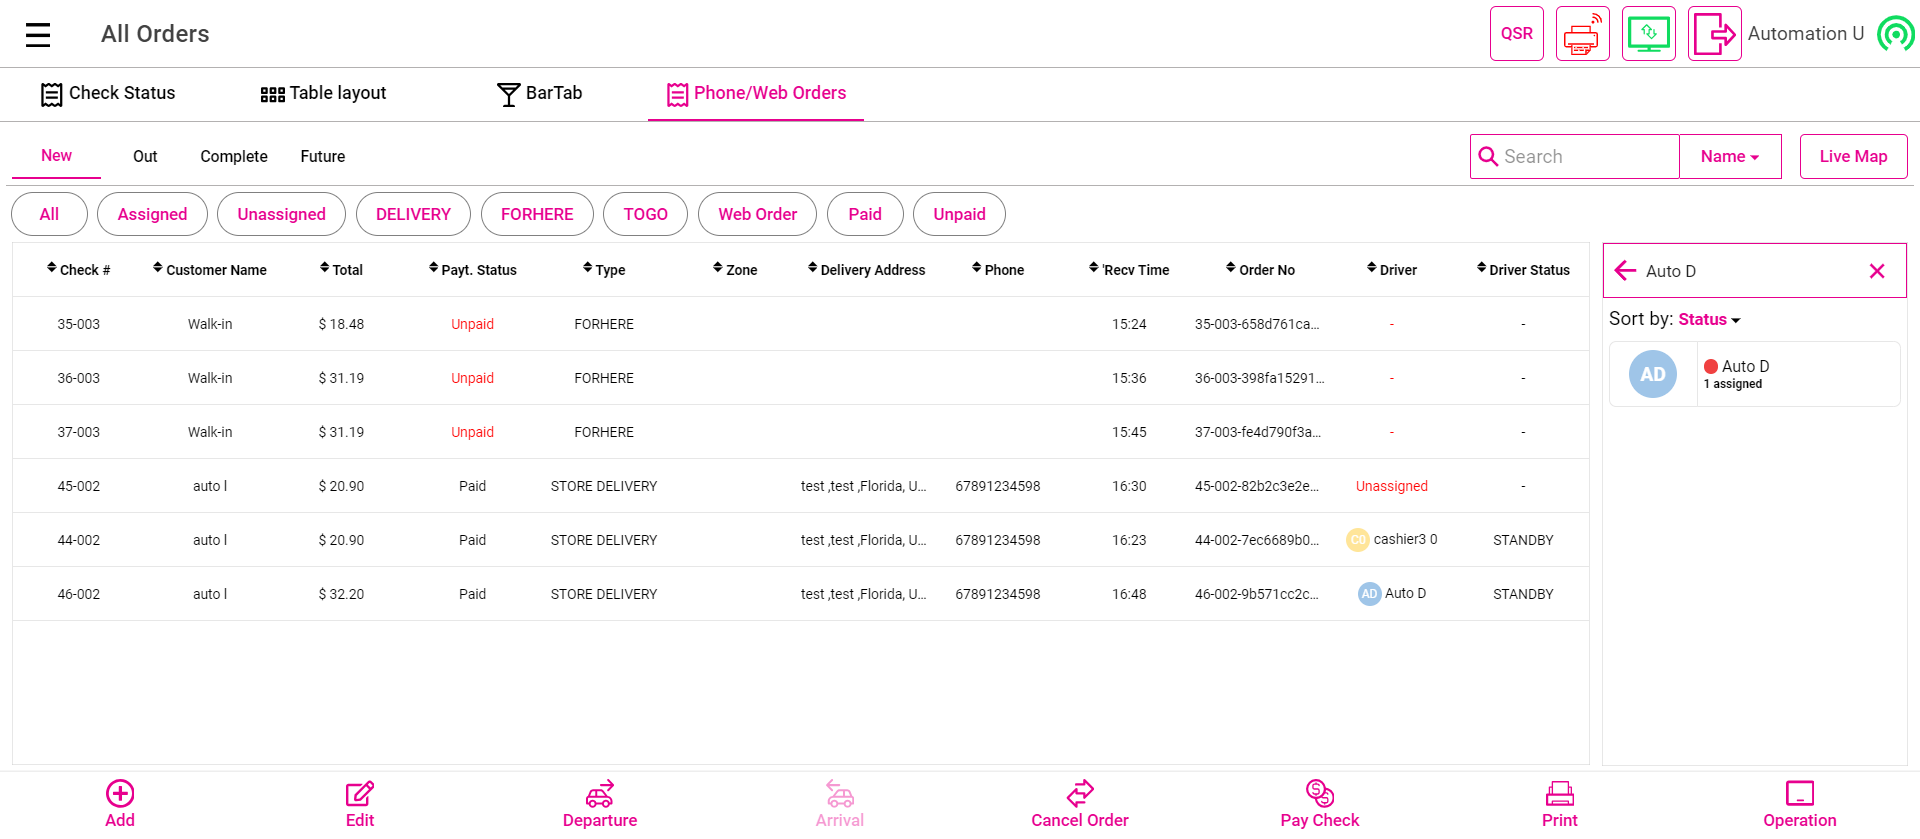 All Orders
QSR
Automation U
Check Status
Table layout
BarTab
Phone/Web Orders
New
Out
Complete
Future
Search
Name
Live Map
All
Assigned
Unassigned
DELIVERY
FORHERE
TOGO
Web Order
Paid
Unpaid
Check # Customer Name Total Payt. Status Type Zone Delivery Address Phone 'Recv Time Order No Driver Driver Status
35-003 Walk-in $ 18.48 Unpaid FORHERE 15:24 35-003-658d761ca... - -
36-003 Walk-in $ 31.19 Unpaid FORHERE 15:36 36-003-398fa15291... - -
37-003 Walk-in $ 31.19 Unpaid FORHERE 15:45 37-003-fe4d790f3a... - -
45-002 auto l $ 20.90 Paid STORE DELIVERY test ,test ,Florida, U... 67891234598 16:30 45-002-82b2c3e2e... Unassigned -
44-002 auto l $ 20.90 Paid STORE DELIVERY test ,test ,Florida, U... 67891234598 16:23 44-002-7ec6689b0... C0 cashier3 0 STANDBY
46-002 auto l $ 32.20 Paid STORE DELIVERY test ,test ,Florida, U... 67891234598 16:48 46-002-9b571cc2c... AD Auto D STANDBY
Auto D
Sort by: Status
AD
Auto D
1 assigned
Add
Edit
Departure
Arrival
Cancel Order
Pay Check
Print
Operation